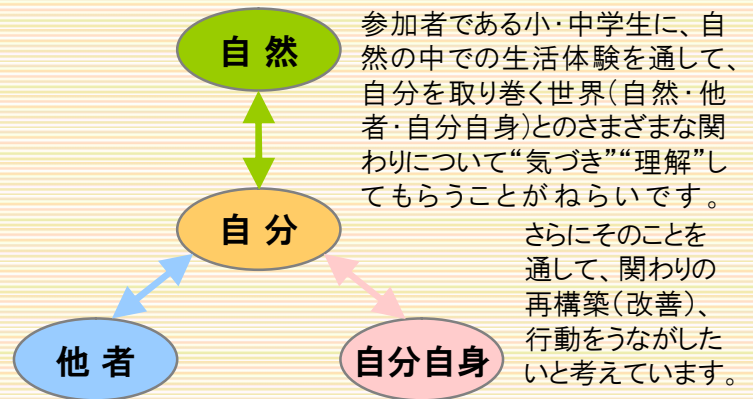 自然
参加者である小・中学生に、自
然の中での生活体験を通して、
自分を取り巻く世界(自然・他
者・自分自身)とのさまざまな関
わりについて“気づき”“理解”し
てもらうことがねらいです。
自分
さらにそのことを
通して、関わりの
再構築(改善)、
行動をうながした
いと考えています。
他者
自分自身